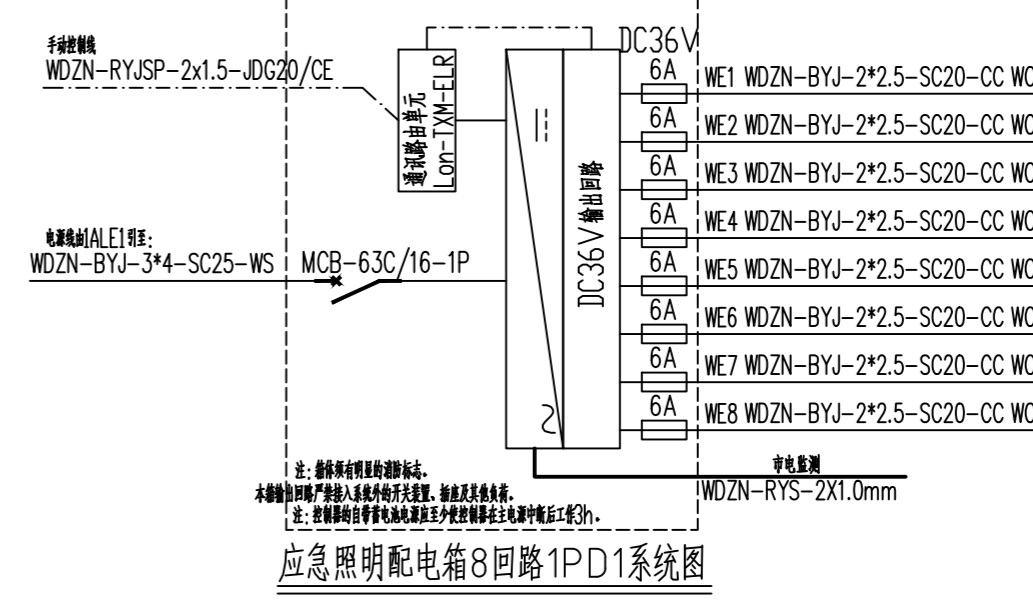 手动控制线
WDZN-RYJSP-2x1.5-JDG20/CE
通讯路由单元
Lon-TXM-ELR
DC36V
6A WE1 WDZN-BYJ-2*2.5-SC20-CC WC
6A WE2 WDZN-BYJ-2*2.5-SC20-CC WC
6A WE3 WDZN-BYJ-2*2.5-SC20-CC WC
6A WE4 WDZN-BYJ-2*2.5-SC20-CC WC
6A WE5 WDZN-BYJ-2*2.5-SC20-CC WC
6A WE6 WDZN-BYJ-2*2.5-SC20-CC WC
6A WE7 WDZN-BYJ-2*2.5-SC20-CC WC
6A WE8 WDZN-BYJ-2*2.5-SC20-CC WC
DC36V输出回路
电源线由1ALE1引至:
WDZN-BYJ-3*4-SC25-WS
MCB-63C/16-1P
市电监测
WDZN-RYS-2X1.0mm
注:箱体须有明显的消防标志。
本箱输出回路严禁接入系统外的开关装置、插座及其他负荷。
注:控制器的自带蓄电池电源应至少使控制器在主电源中断后工作3h。
应急照明配电箱8回路1PD1系统图